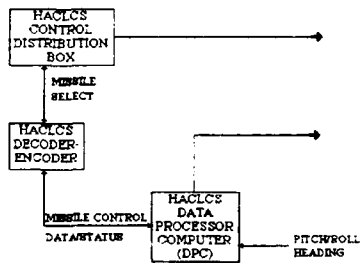 HACLCS
CONTROL
DISTRIBUTION
BOX
MISSILE
SELECT
HACLCS
DECODER-
ENCODER
MISSILE CONTROL
DATA/STATUS
HACLCS
DATA
PROCESSOR
COMPUTER
(DPC)
PITCH/ROLL
HEADING